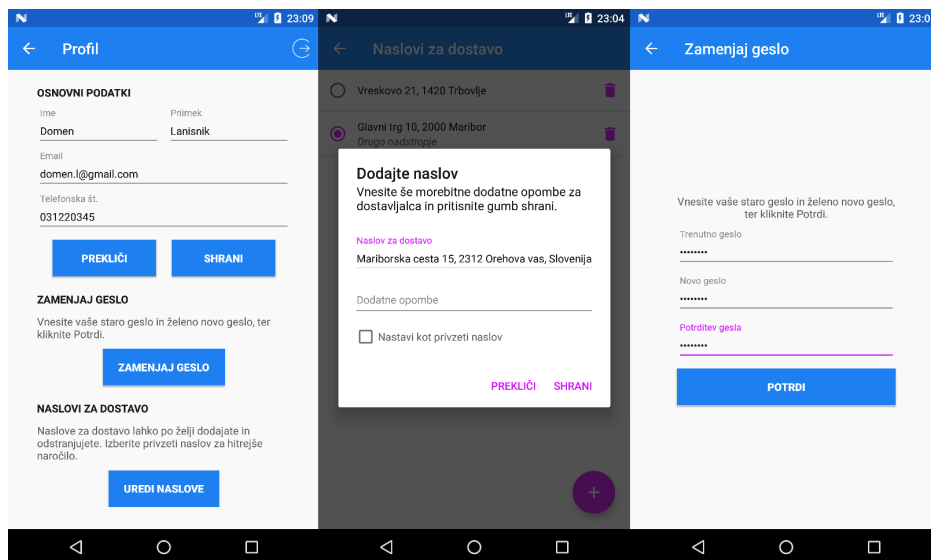 LTE 23:09
Profil
OSNOVNI PODATKI
Ime Priimek
Domen Lanisnik
Email
domen.l@gmail.com
Telefonska št.
031220345
PREKLIČI SHRANI
ZAMENJAJ GESLO
Vnesite vaše staro geslo in želeno novo geslo, ter
kliknite Potrdi.
ZAMENJAJ GESLO
NASLOVI ZA DOSTAVO
Naslove za dostavo lahko po želji dodajate in
odstranjujete. Izberite privzeti naslov za hitrejše
naročilo.
UREDI NASLOVE
LTE 23:04
Naslovi za dostavo
Vreskovo 21, 1420 Trbovlje
Glavni trg 10, 2000 Maribor
Drugo nadstropje
Dodajte naslov
Vnesite še morebitne dodatne opombe za
dostavljalca in pritisnite gumb shrani.
Naslov za dostavo
Mariborska cesta 15, 2312 Orehova vas, Slovenija
Dodatne opombe
Nastavi kot privzeti naslov
PREKLIČI SHRANI
LTE 23:0
Zamenjaj geslo
Vnesite vaše staro geslo in želeno novo geslo,
ter kliknite Potrdi.
Trenutno geslo
••••••••
Novo geslo
••••••••
Potrditev gesla
••••••••
POTRDI